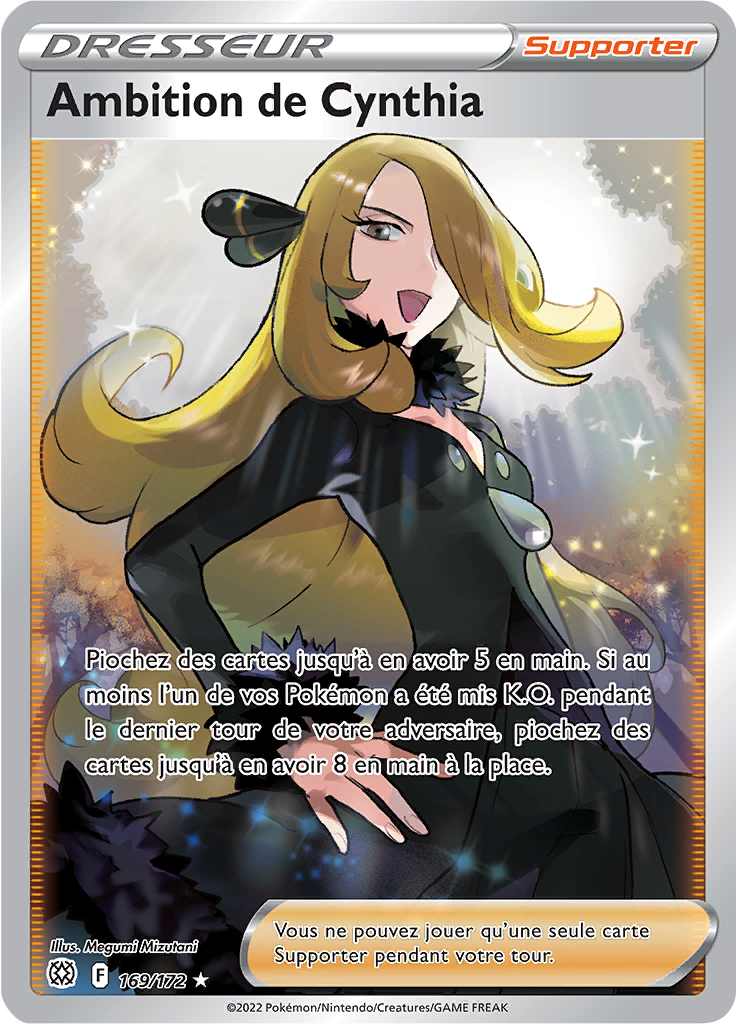 DRESSEUR
Supporter
Ambition de Cynthia
Piochez des cartes jusqu'à en avoir 5 en main. Si au
moins l'un de vos Pokémon a été mis K.O. pendant
le dernier tour de votre adversaire, piochez des
cartes jusqu'à en avoir 8 en main à la place.
Vous ne pouvez jouer qu'une seule carte
Supporter pendant votre tour.
Illus. Megumi Mizutani
F 169/172 ★
©2022 Pokémon/Nintendo/Creatures/GAME FREAK